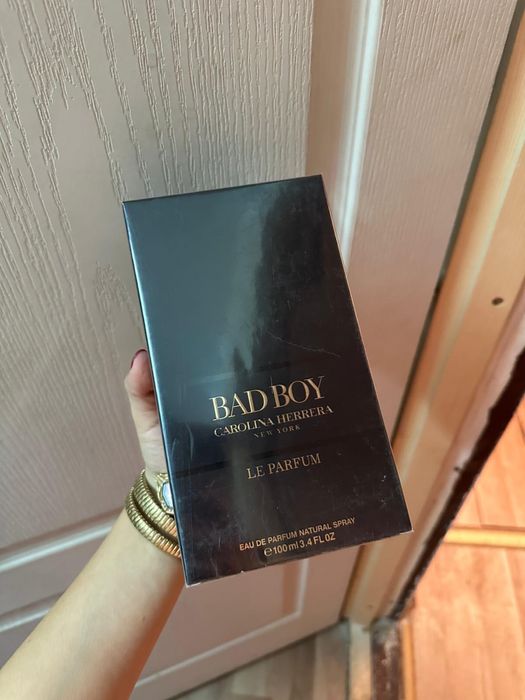 BAD BOY
CAROLINA HERRERA
NEW YORK
LE PARFUM
EAU DE PARFUM NATURAL SPRAY
℮100 ml 3.4 FL OZ